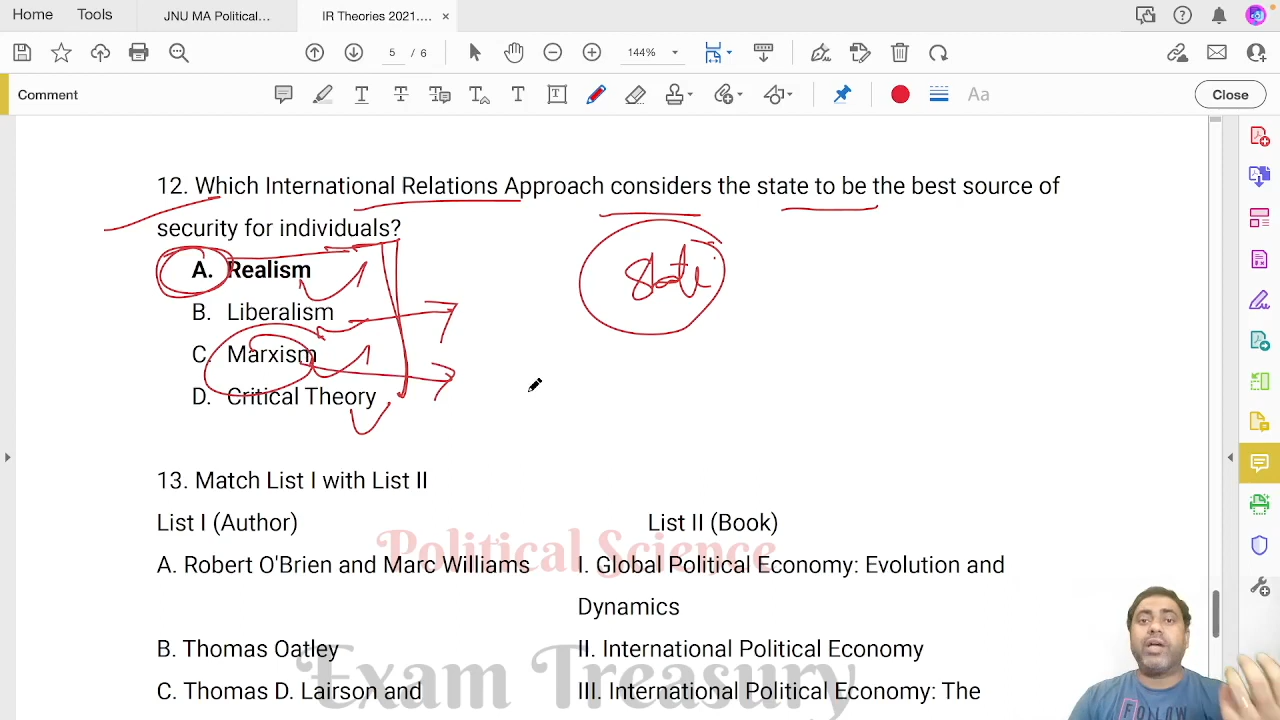 Home Tools JNU MA Political... IR Theories 2021.... ×
5 / 6 144%
Comment Aa Close
12. Which International Relations Approach considers the state to be the best source of
security for individuals?
A. Realism
State
B. Liberalism
C. Marxism
D. Critical Theory
13. Match List I with List II
List I (Author) List II (Book)
Political Science
A. Robert O'Brien and Marc Williams I. Global Political Economy: Evolution and
Dynamics
B. Thomas Oatley II. International Political Economy
Exam Treasury
C. Thomas D. Lairson and III. International Political Economy: The
FOLLOW